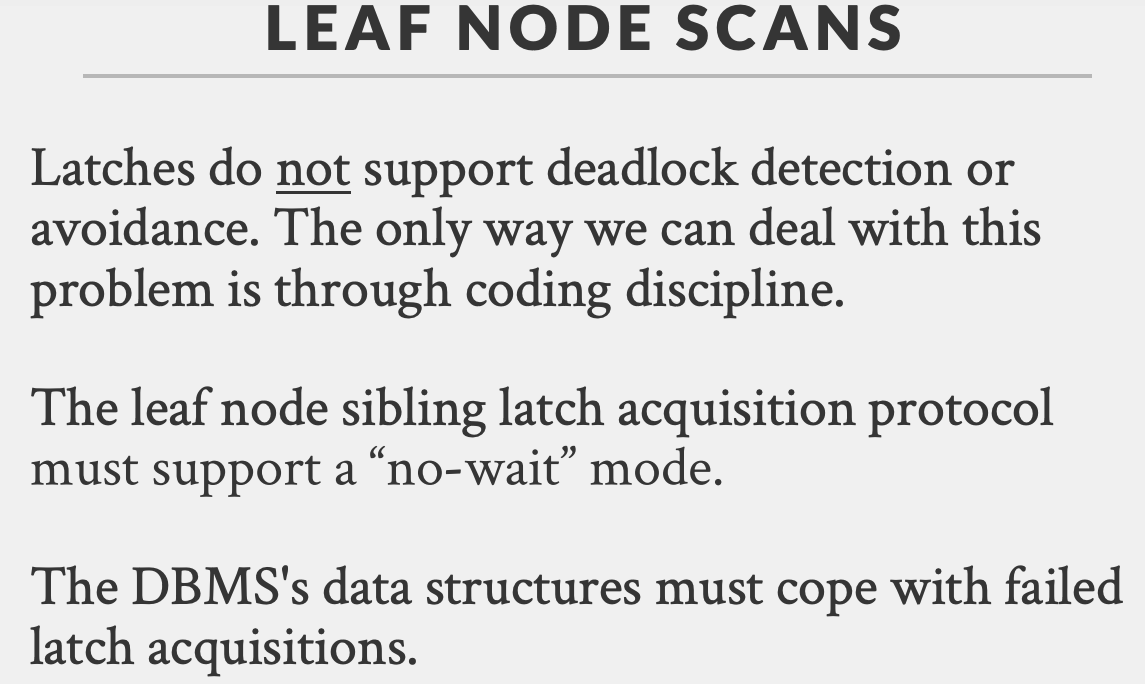 LEAF NODE SCANS
Latches do not support deadlock detection or
avoidance. The only way we can deal with this
problem is through coding discipline.
The leaf node sibling latch acquisition protocol
must support a “no-wait” mode.
The DBMS's data structures must cope with failed
latch acquisitions.